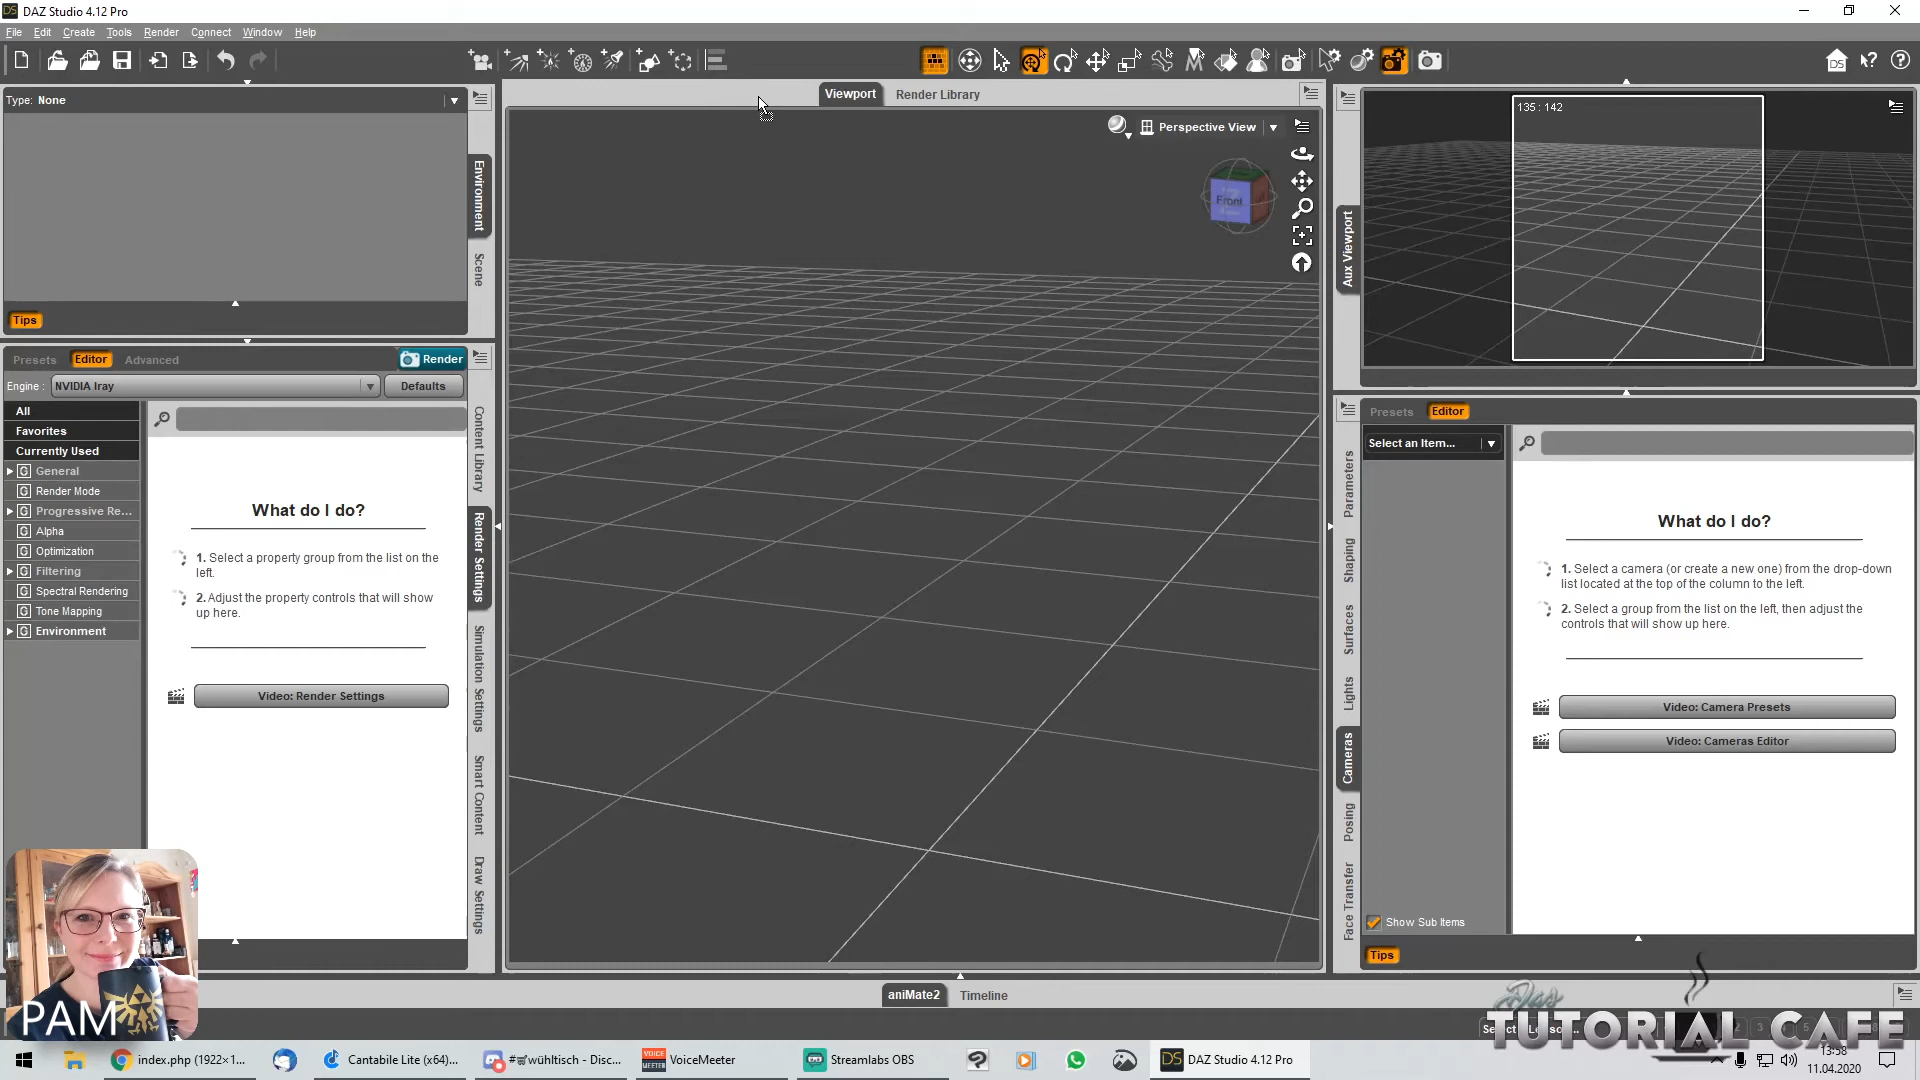 DAZ Studio 4.12 Pro
File Edit Create Tools Render Connect Window Help
Type: None
Viewport
Render Library
135 : 142
Perspective View
Front
Environment
Scene
Aux Viewport
Tips
Presets Editor Advanced
Render
Engine : NVIDIA Iray
Defaults
All
Favorites
Currently Used
General
Render Mode
Progressive Re...
Alpha
Optimization
Filtering
Spectral Rendering
Tone Mapping
Environment
What do I do?
1. Select a property group from the list on the
left.
2. Adjust the property controls that will show
up here.
Video: Render Settings
Content Library
Render Settings
Simulation Settings
Smart Content
Draw Settings
Presets Editor
Select an Item...
What do I do?
1. Select a camera (or create a new one) from the drop-down
list located at the top of the column to the left.
2. Select a group from the list on the left, then adjust the
controls that will show up here.
Video: Camera Presets
Video: Cameras Editor
Parameters
Shaping
Surfaces
Lights
Cameras
Posing
Face Transfer
Show Sub Items
Tips
aniMate2
Timeline
PAM
Das
TUTORIAL CAFE
index.php (1922×1...
Cantabile Lite (x64)...
#🛒wühltisch - Disc...
VOICE
MEETER
VoiceMeeter
Streamlabs OBS
DS
DAZ Studio 4.12 Pro
13:58
11.04.2020